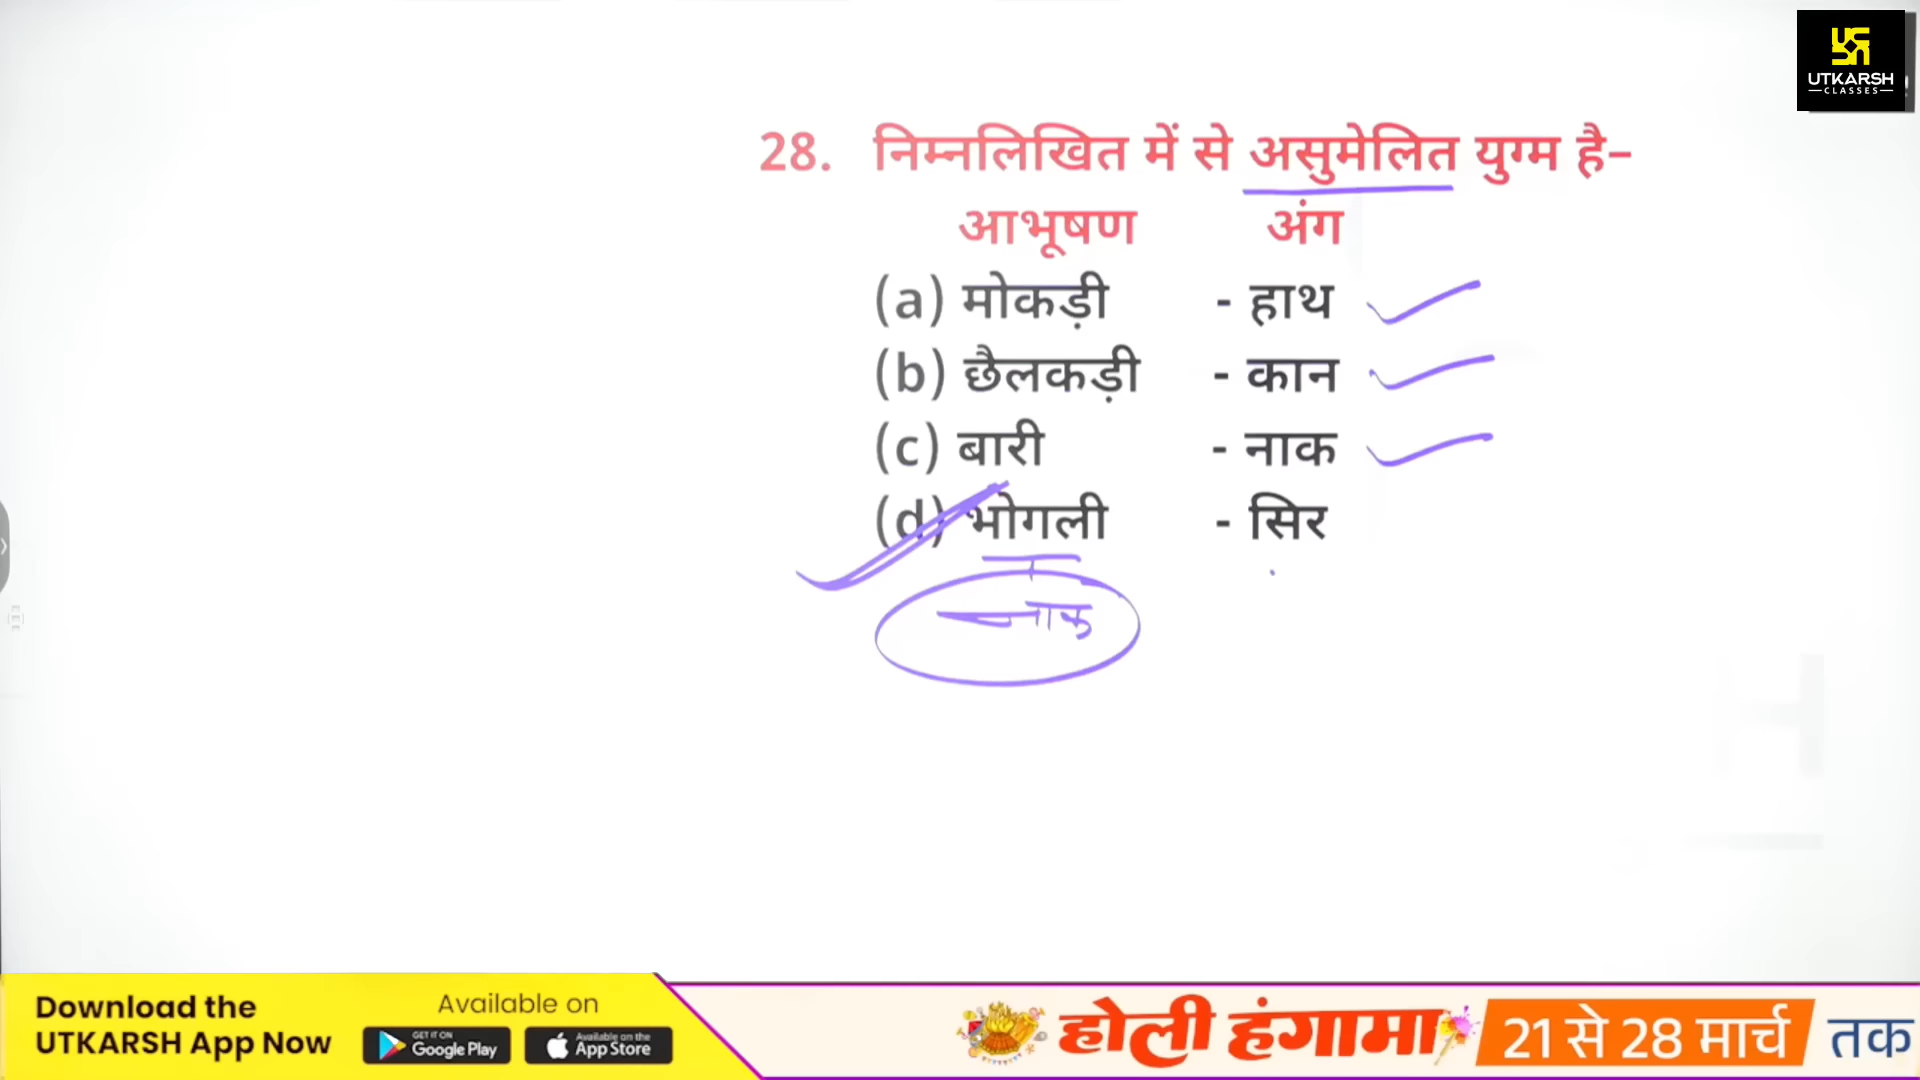 UTKARSH
CLASSES
28. निम्नलिखित में से असुमेलित युग्म है–
आभूषण अंग
(a) मोकड़ी - हाथ
(b) छैलकड़ी - कान
(c) बारी - नाक
(d) भोगली - सिर
नाक
Download the
UTKARSH App Now
Available on
GET IT ON
Google Play
Available on the
App Store
होली हंगामा
21 से 28 मार्च तक